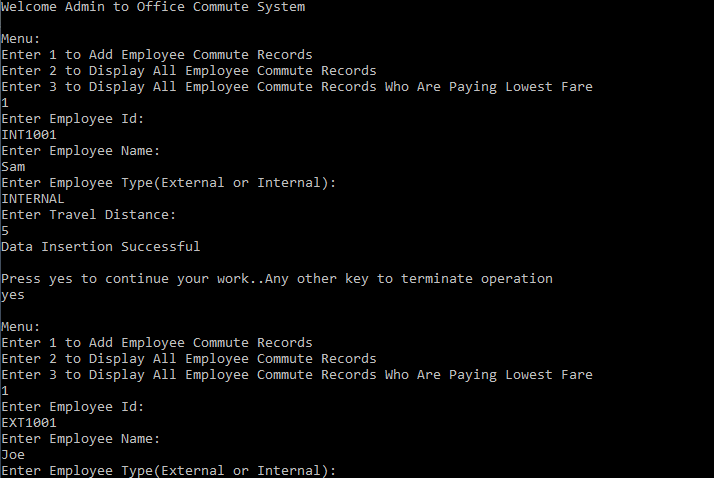 Welcome Admin to Office Commute System
Menu:
Enter 1 to Add Employee Commute Records
Enter 2 to Display All Employee Commute Records
Enter 3 to Display All Employee Commute Records Who Are Paying Lowest Fare
1
Enter Employee Id:
INT1001
Enter Employee Name:
Sam
Enter Employee Type(External or Internal):
INTERNAL
Enter Travel Distance:
5
Data Insertion Successful
Press yes to continue your work..Any other key to terminate operation
yes
Menu:
Enter 1 to Add Employee Commute Records
Enter 2 to Display All Employee Commute Records
Enter 3 to Display All Employee Commute Records Who Are Paying Lowest Fare
1
Enter Employee Id:
EXT1001
Enter Employee Name:
Joe
Enter Employee Type(External or Internal):